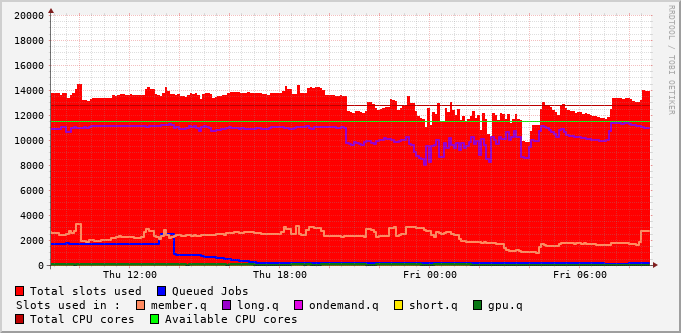 20000
18000
16000
14000
12000
10000
8000
6000
4000
2000
0
Thu 12:00 Thu 18:00 Fri 00:00 Fri 06:00
RRDTOOL / TOBI OETIKER
Total slots used Queued Jobs
Slots used in : member.q long.q ondemand.q short.q gpu.q
Total CPU cores Available CPU cores